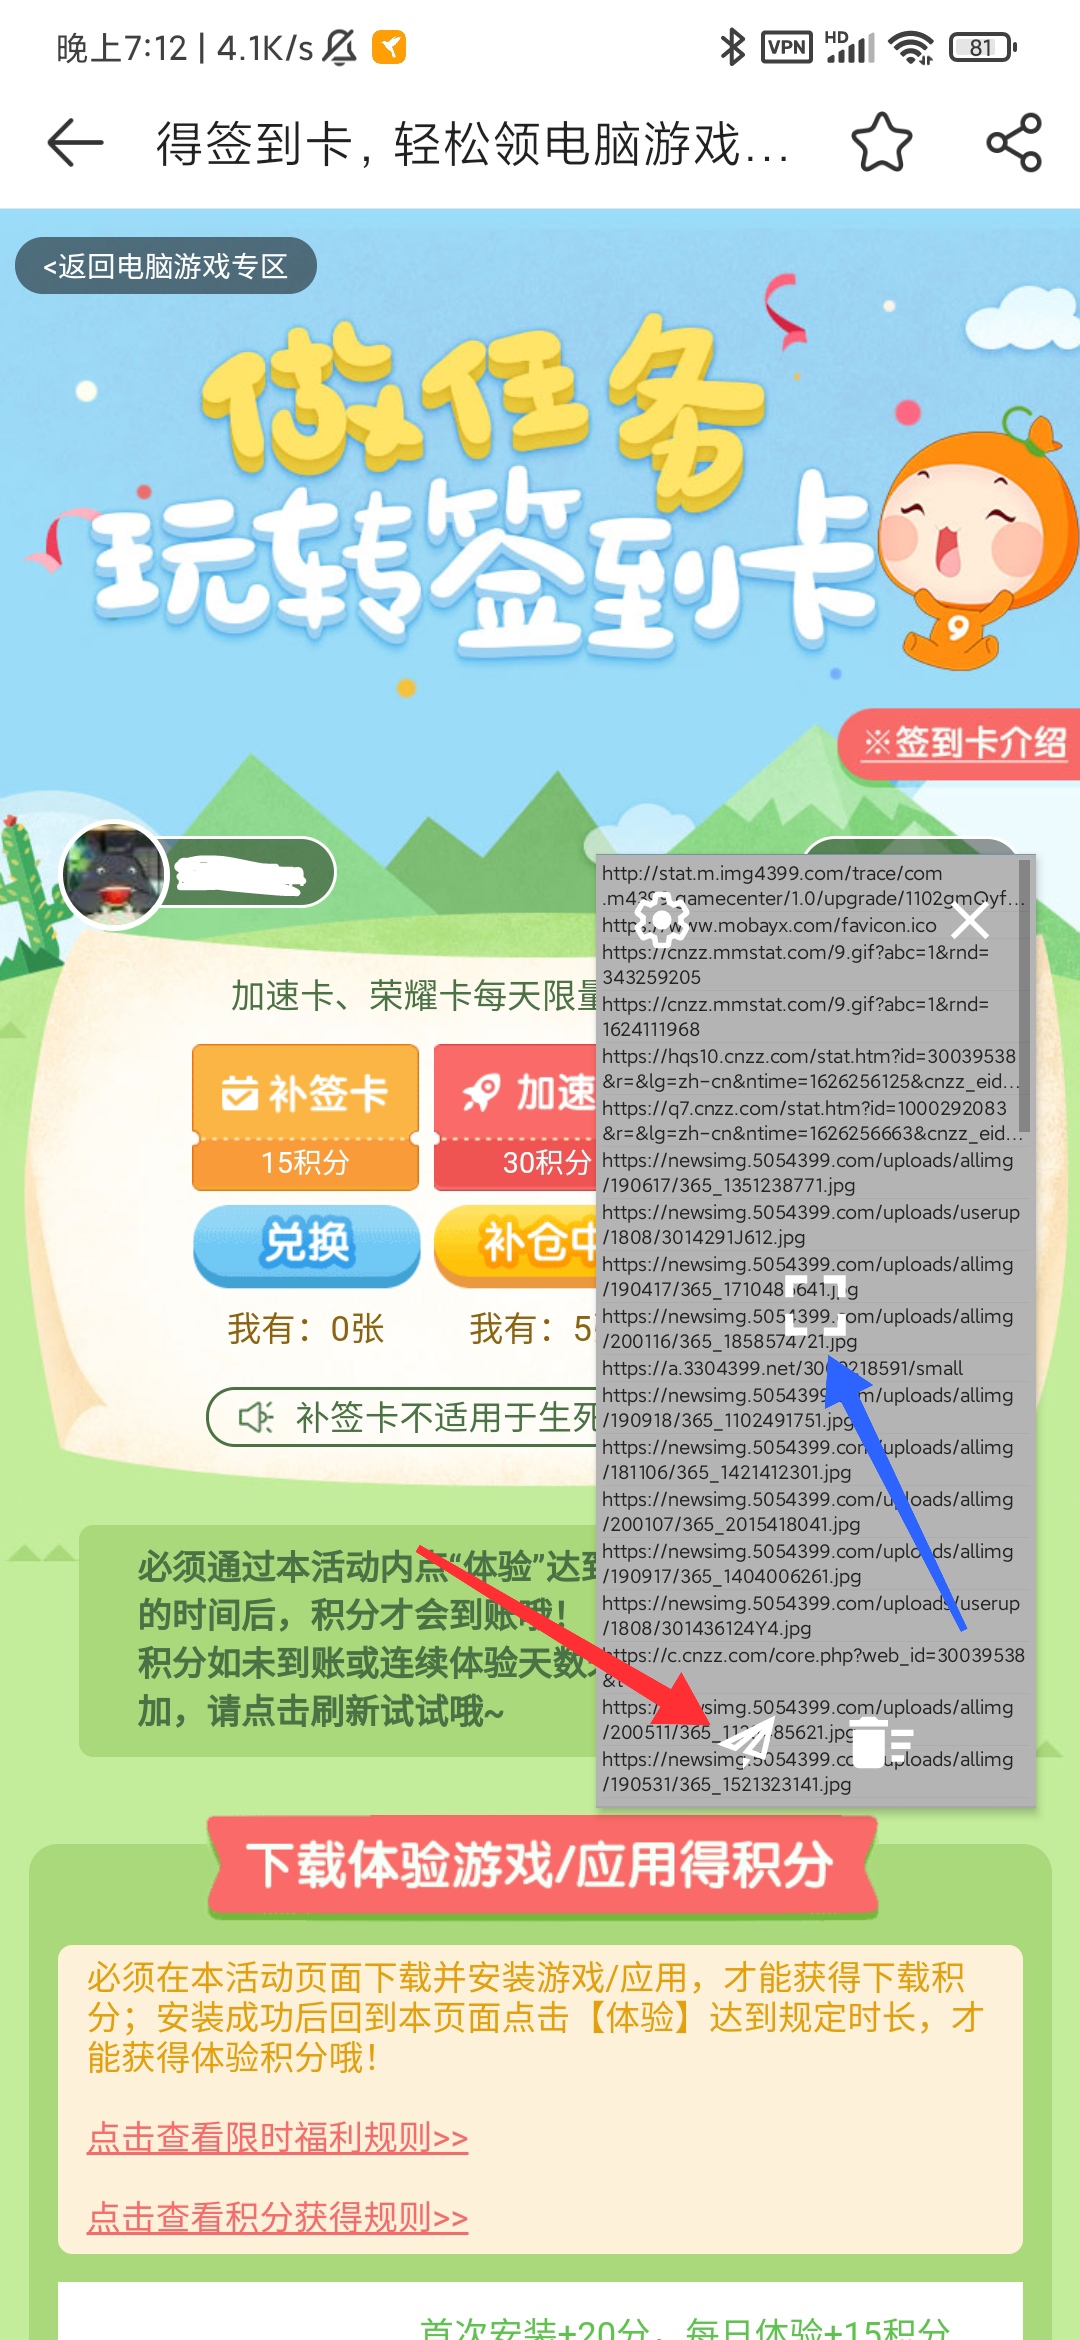 晚上7:12 | 4.1K/s
VPN
HD
81
得签到卡，轻松领电脑游戏...
<返回电脑游戏专区
做任务
玩转签到卡
9
※签到卡介绍
加速卡、荣耀卡每天限量
补签卡
15积分
兑换
我有：0张
加速
30积分
补仓中
我有：5
补签卡不适用于生死
必须通过本活动内点“体验”达到
的时间后，积分才会到账哦！
积分如未到账或连续体验天数
加，请点击刷新试试哦~
http://stat.m.img4399.com/trace/com
.m4399.gamecenter/1.0/upgrade/1102gmQyf...
https://www.mobayx.com/favicon.ico
https://cnzz.mmstat.com/9.gif?abc=1&rnd=
343259205
https://cnzz.mmstat.com/9.gif?abc=1&rnd=
1624111968
https://hqs10.cnzz.com/stat.htm?id=30039538
&r=&lg=zh-cn&ntime=1626256125&cnzz_eid...
https://q7.cnzz.com/stat.htm?id=1000292083
&r=&lg=zh-cn&ntime=1626256663&cnzz_eid...
https://newsimg.5054399.com/uploads/allimg
/190617/365_1351238771.jpg
https://newsimg.5054399.com/uploads/userup
/1808/3014291J612.jpg
https://newsimg.5054399.com/uploads/allimg
https://newsimg.5054399.com/uploads/allimg
/200116/365_1858574721.jpg
https://newsimg.5054399.com/uploads/allimg
/190918/365_1102491751.jpg
https://newsimg.5054399.com/uploads/allimg
/181106/365_1421412301.jpg
https://newsimg.5054399.com/uploads/allimg
/200107/365_2015418041.jpg
https://newsimg.5054399.com/uploads/allimg
/190917/365_1404006261.jpg
https://newsimg.5054399.com/uploads/userup
/1808/301436124Y4.jpg
https://c.cnzz.com/core.php?web_id=30039538
https://newsimg.5054399.com/uploads/allimg
https://newsimg.5054399.com/uploads/allimg
/190531/365_1521323141.jpg
下载体验游戏/应用得积分
必须在本活动页面下载并安装游戏/应用，才能获得下载积
分；安装成功后回到本页面点击【体验】达到规定时长，才
能获得体验积分哦！
点击查看限时福利规则>>
点击查看积分获得规则>>
首次安装+20分，每日体验+15积分